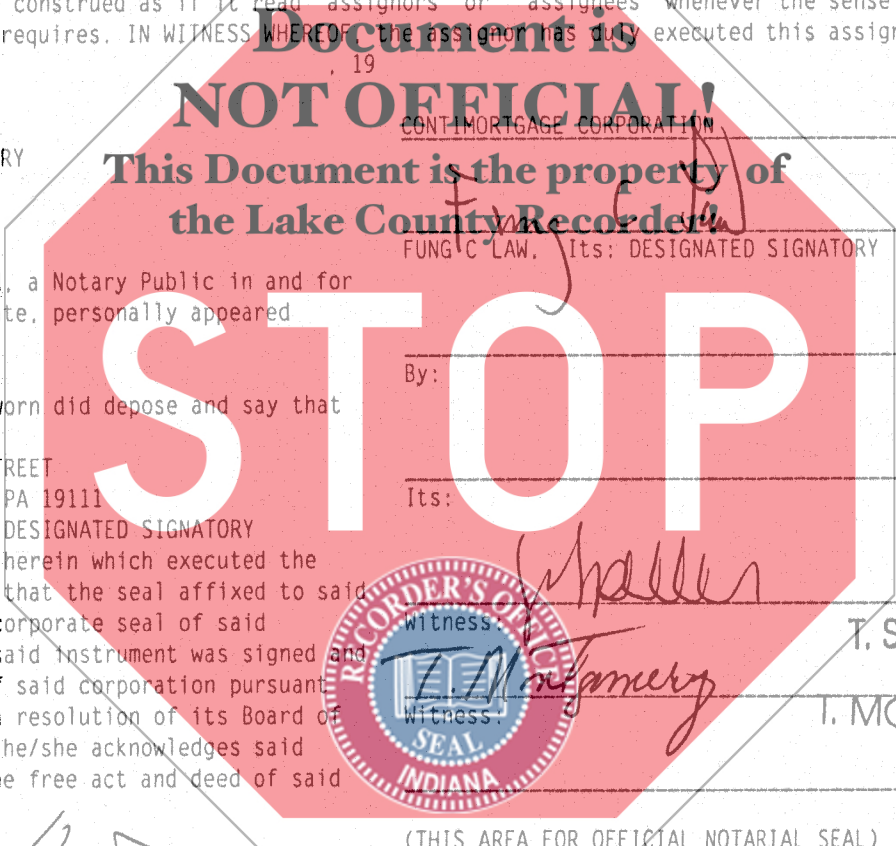 construed as if it read assignors or assignees whenever the sense
requires. IN WITNESS WHEREOF, the assignor has duly executed this assign
, 19
Document is
NOT OFFICIAL!
This Document is the property of
the Lake County Recorder!
STOP
CONTIMORTGAGE CORPORATION
RY
Fung C Law
FUNG C LAW, Its: DESIGNATED SIGNATORY
, a Notary Public in and for
te, personally appeared
By:
orn did depose and say that
REET
PA 19111
Its:
DESIGNATED SIGNATORY
herein which executed the
that the seal affixed to said
orporate seal of said
Witness:
T. S
said instrument was signed and
T. Montgomery
said corporation pursuant
resolution of its Board of
Witness:
T. MO
he/she acknowledges said
e free act and deed of said
RECORDER'S OFFICE
SEAL
INDIANA
(THIS AREA FOR OFFICIAL NOTARIAL SEAL)